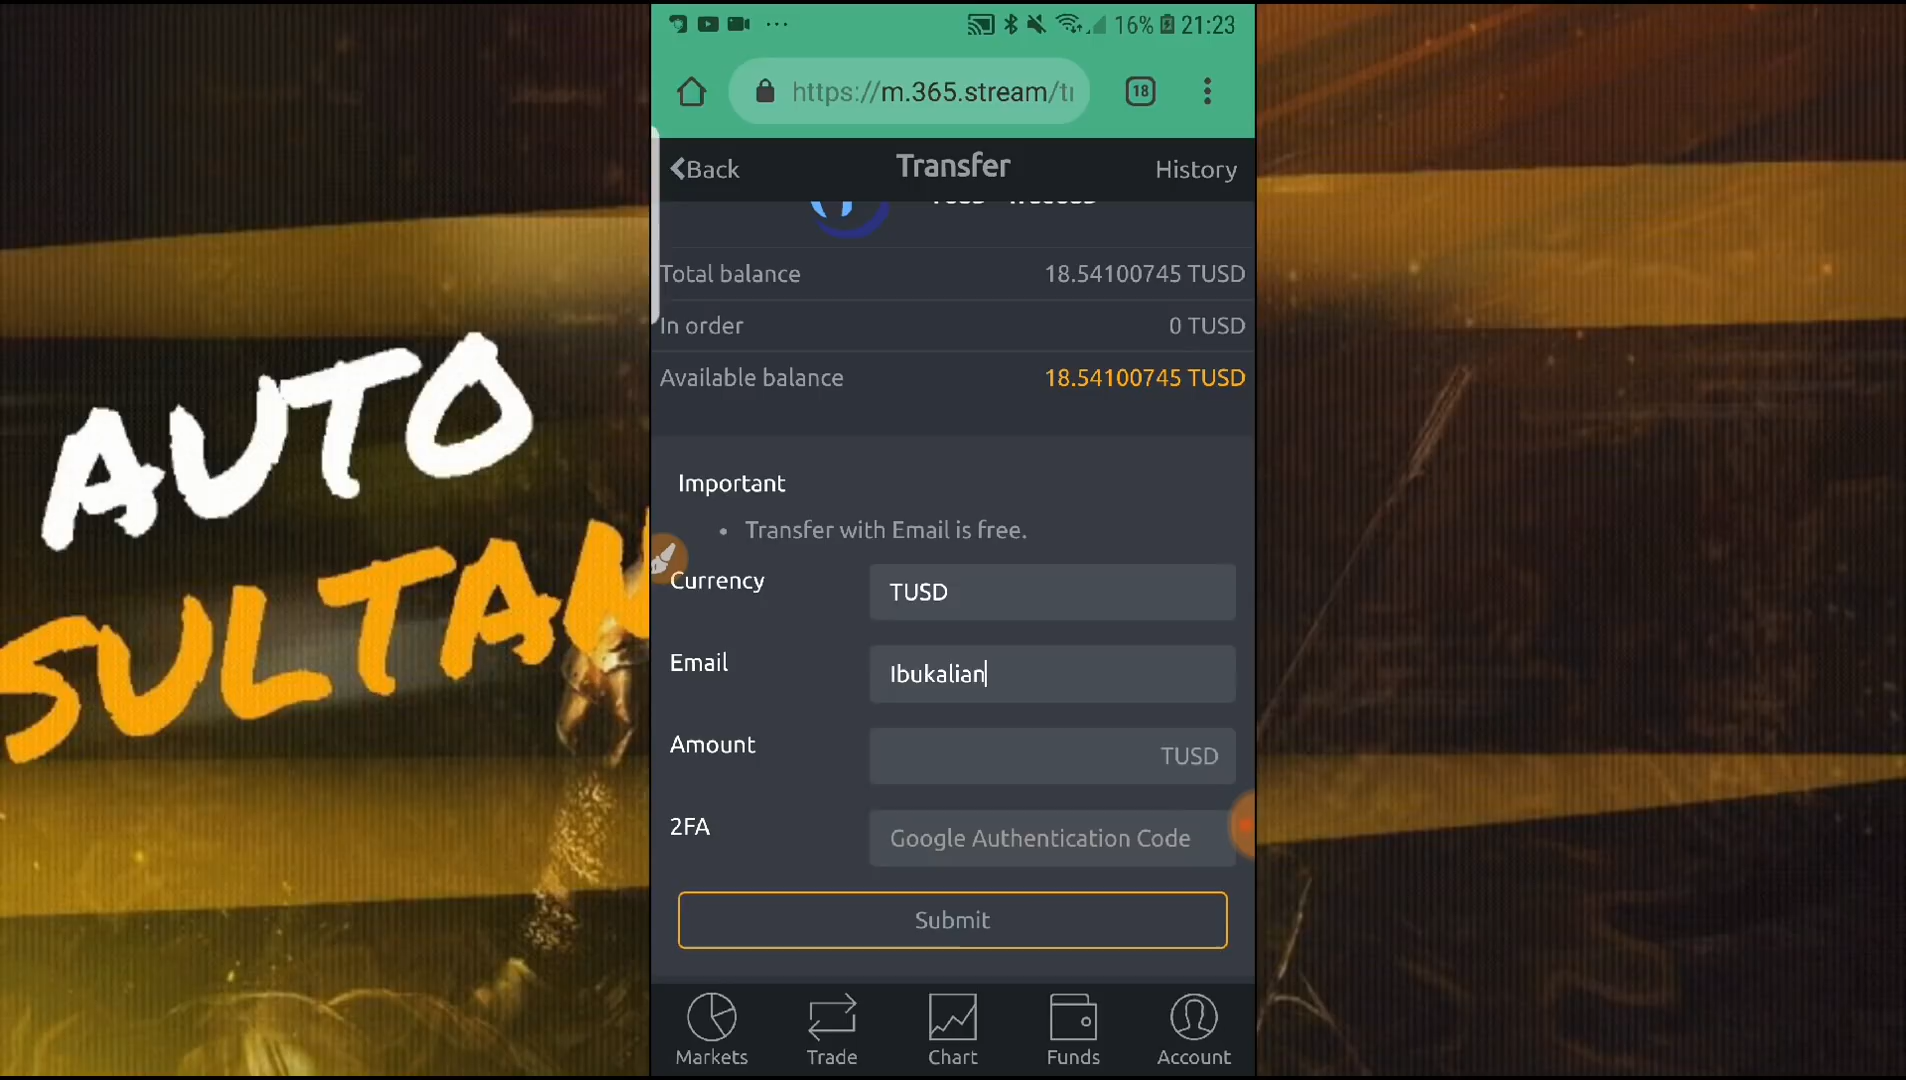 16% 21:23
https://m.365.stream/tr
18
Back
Transfer
History
Total balance
18.54100745 TUSD
In order
0 TUSD
Available balance
18.54100745 TUSD
Important
• Transfer with Email is free.
Currency
TUSD
Email
Ibukalian
Amount
TUSD
2FA
Google Authentication Code
Submit
Markets
Trade
Chart
Funds
Account
AUTO
SULTAN